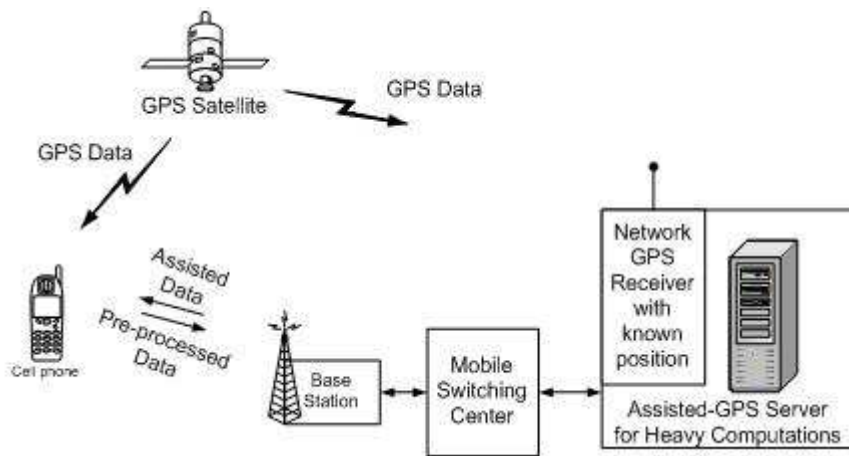 GPS Satellite
GPS Data
GPS Data
Assisted
Data
Pre-processed
Data
Cell phone
Base
Station
Mobile
Switching
Center
Network
GPS
Receiver
with
known
position
Assisted-GPS Server
for Heavy Computations